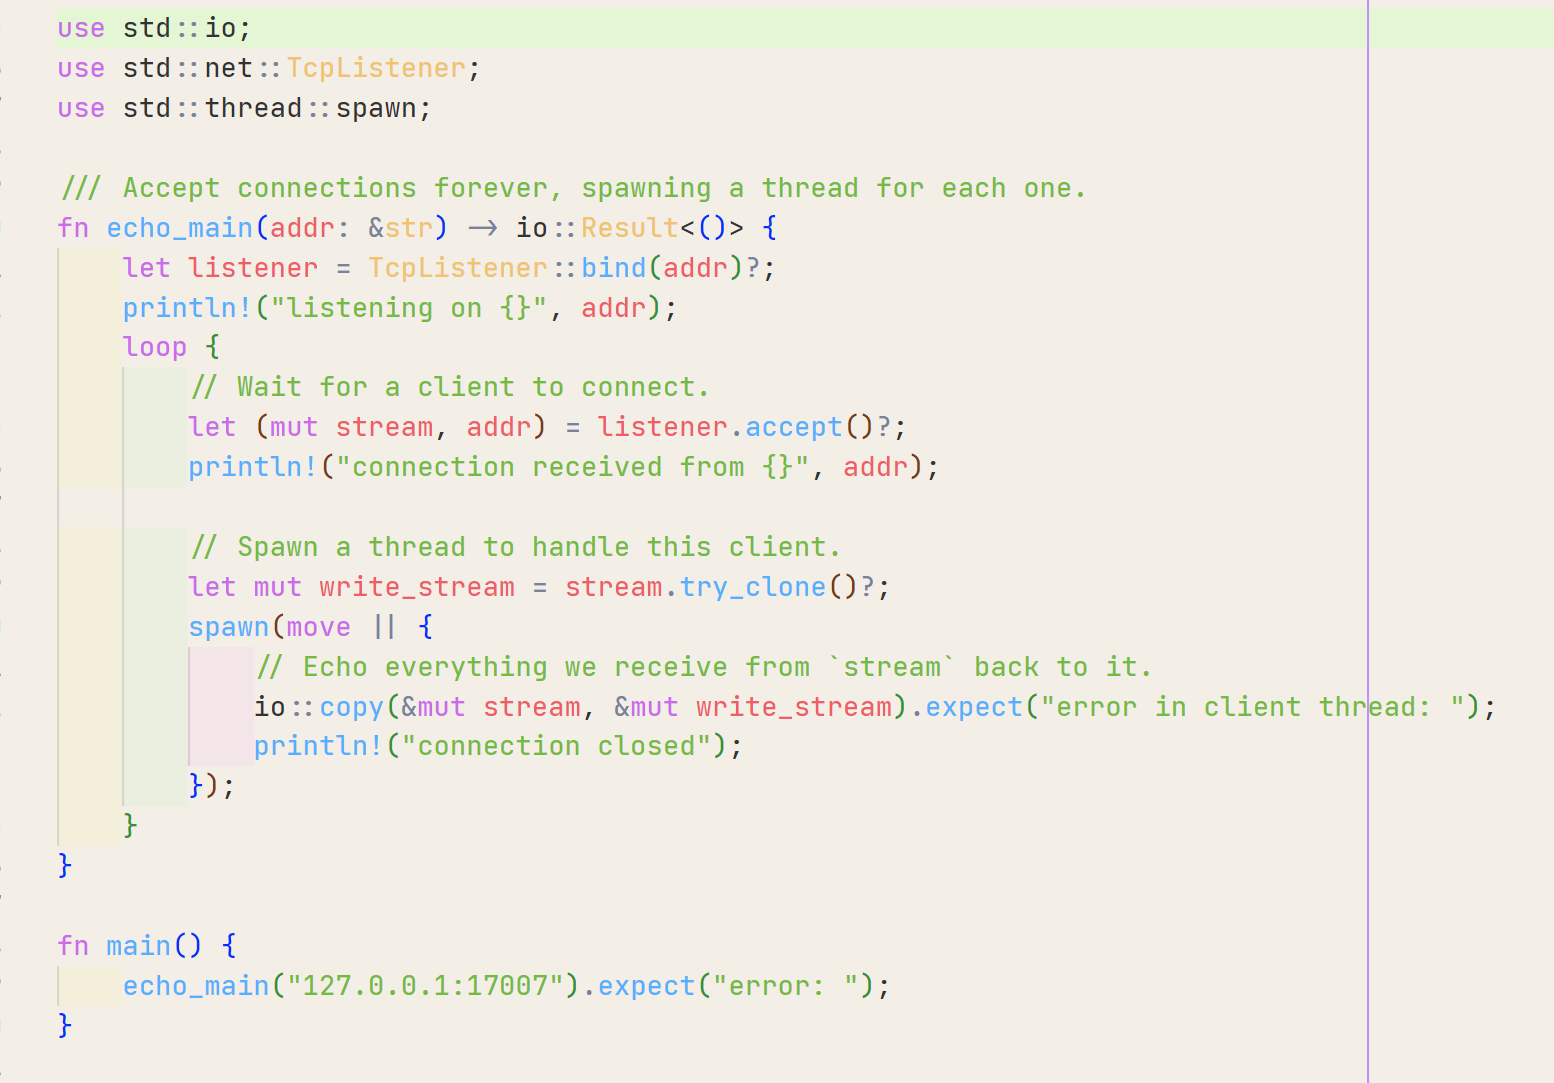 use std::io;
use std::net::TcpListener;
use std::thread::spawn;

/// Accept connections forever, spawning a thread for each one.
fn echo_main(addr: &str) -> io::Result<()> {
    let listener = TcpListener::bind(addr)?;
    println!("listening on {}", addr);
    loop {
        // Wait for a client to connect.
        let (mut stream, addr) = listener.accept()?;
        println!("connection received from {}", addr);

        // Spawn a thread to handle this client.
        let mut write_stream = stream.try_clone()?;
        spawn(move || {
            // Echo everything we receive from `stream` back to it.
            io::copy(&mut stream, &mut write_stream).expect("error in client thread: ");
            println!("connection closed");
        });
    }
}

fn main() {
    echo_main("127.0.0.1:17007").expect("error: ");
}